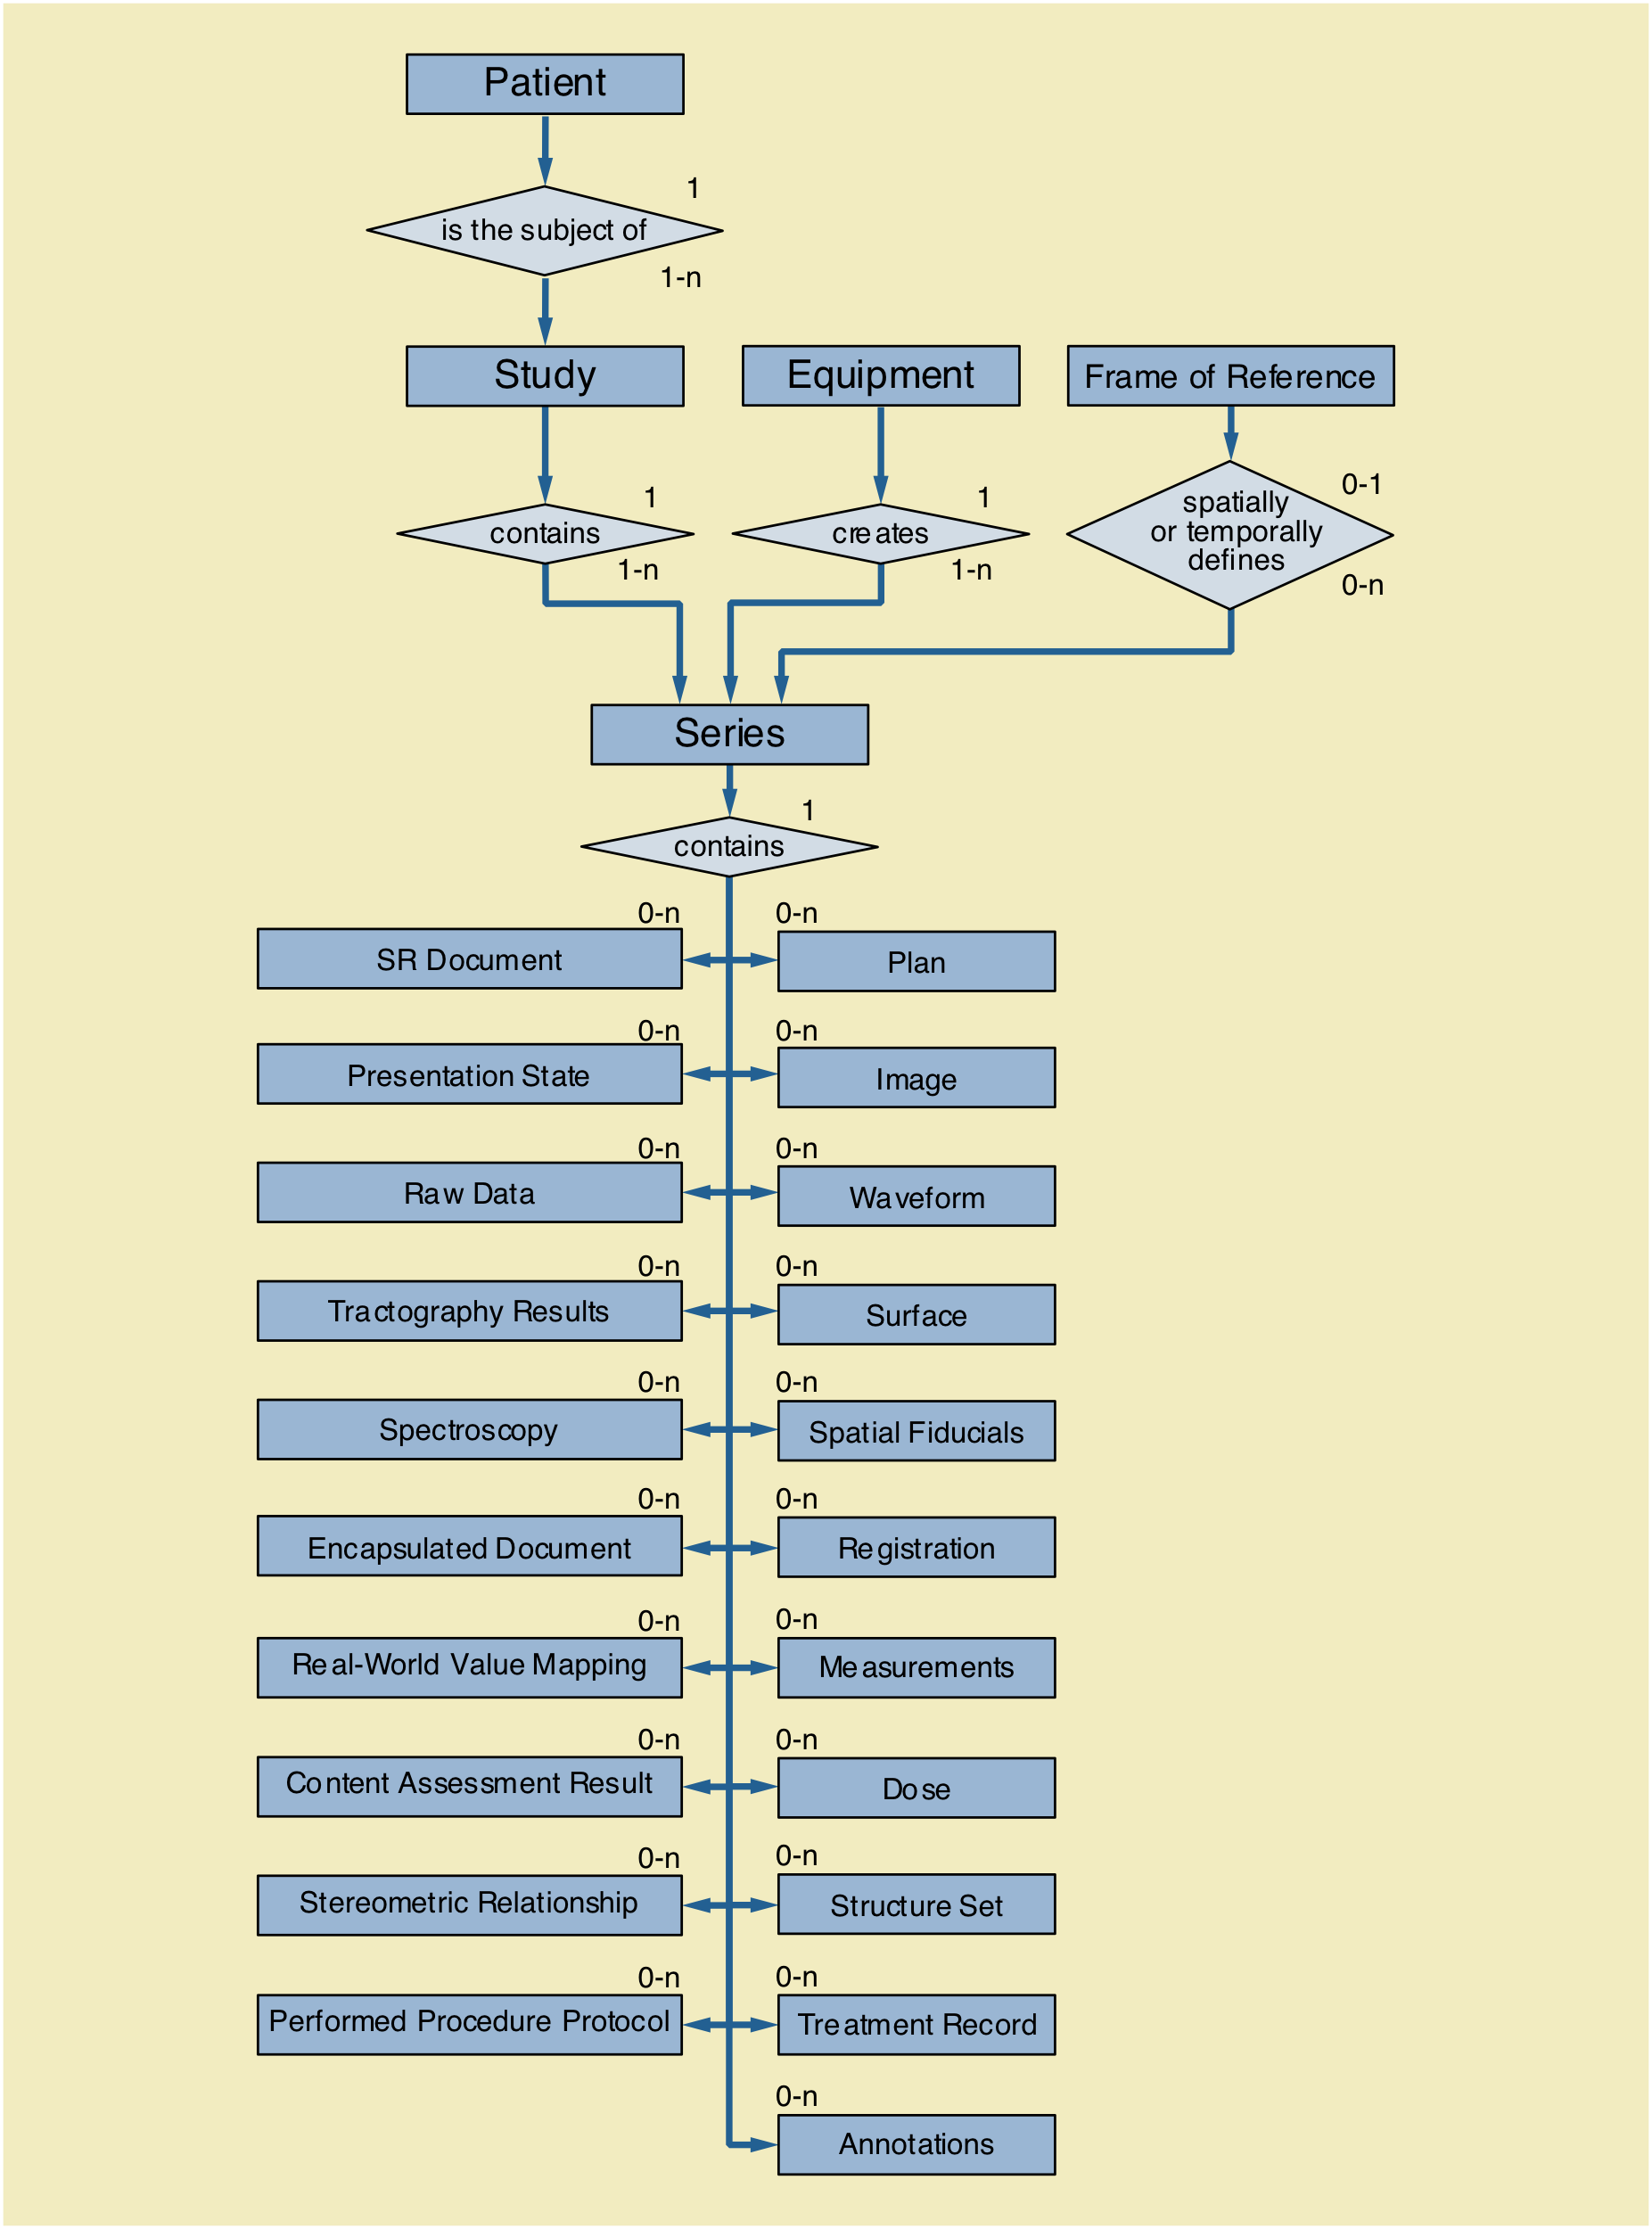 Patient
1
is the subject of
1-n
Study
Equipment
Frame of Reference
1
contains
1-n
1
creates
1-n
0-1
spatially
or temporally
defines
0-n
Series
1
contains
0-n
0-n
SR Document
Plan
0-n
0-n
Presentation State
Image
0-n
0-n
Raw Data
Waveform
0-n
0-n
Tractography Results
Surface
0-n
0-n
Spectroscopy
Spatial Fiducials
0-n
0-n
Encapsulated Document
Registration
0-n
0-n
Real-World Value Mapping
Measurements
0-n
0-n
Content Assessment Result
Dose
0-n
0-n
Stereometric Relationship
Structure Set
0-n
0-n
Performed Procedure Protocol
Treatment Record
0-n
Annotations